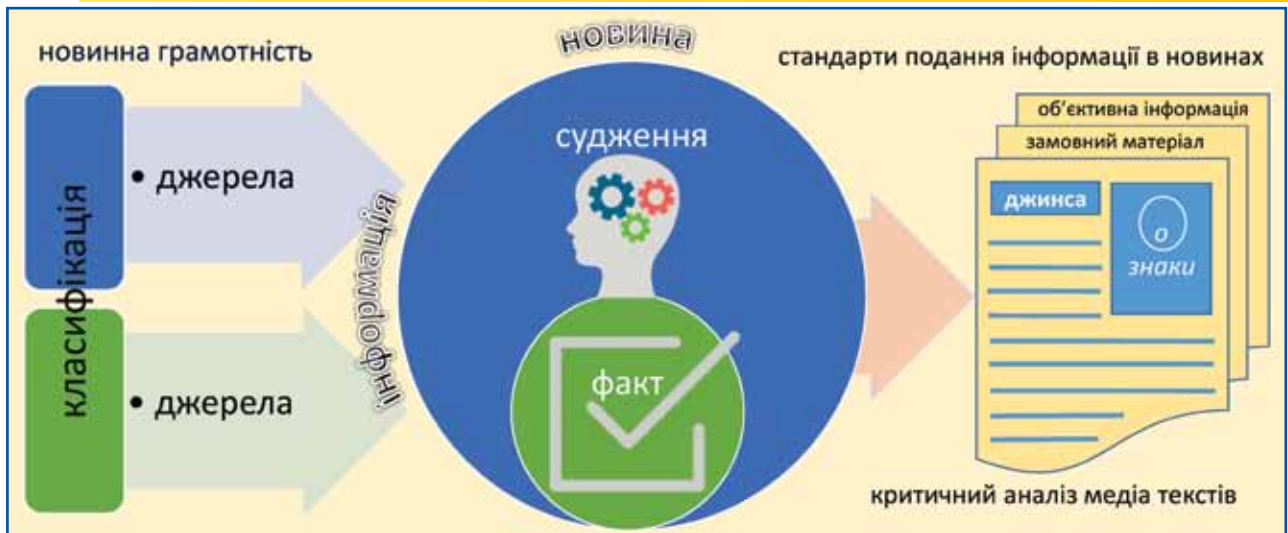 новинна грамотність
класифікація
• джерела
• джерела
інформація
новина
судження
факт
стандарти подання інформації в новинах
об’єктивна інформація
замовний матеріал
джинса
о
знаки
критичний аналіз медіа текстів